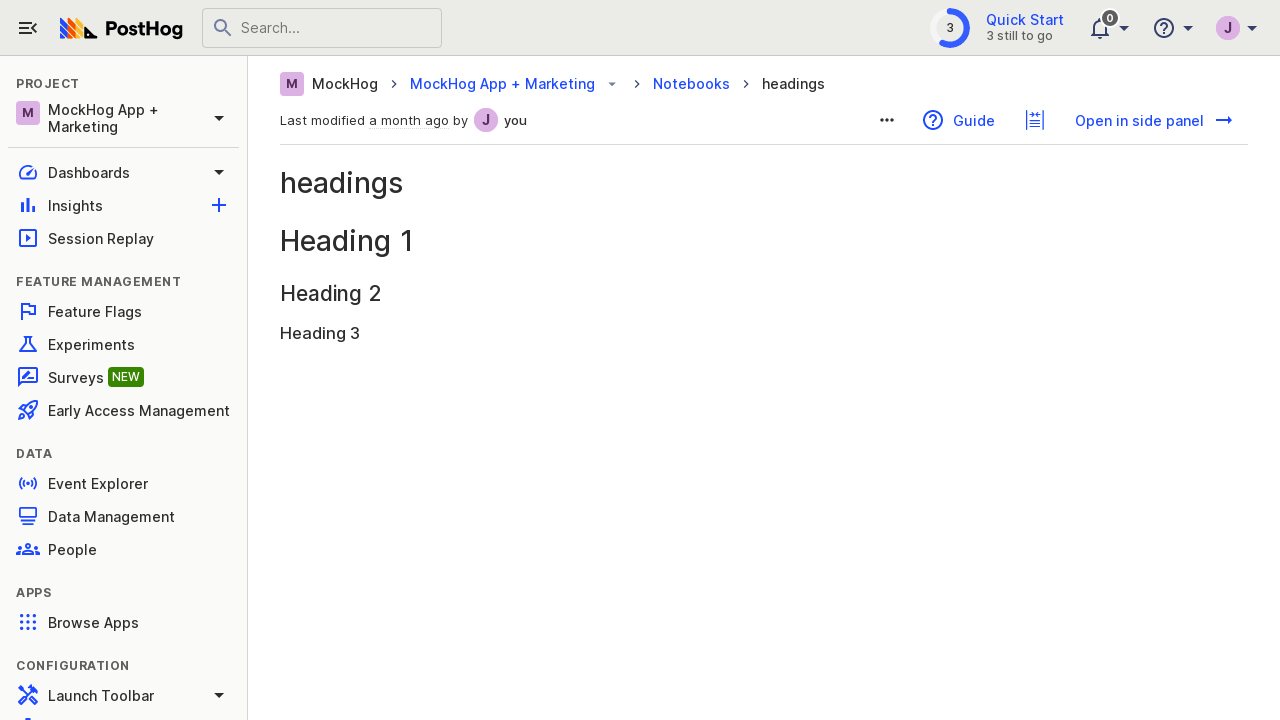 PostHog
Search...
3
Quick Start
3 still to go
0
J
PROJECT
M
MockHog App +
Marketing
Dashboards
Insights
Session Replay
FEATURE MANAGEMENT
Feature Flags
Experiments
Surveys NEW
Early Access Management
DATA
Event Explorer
Data Management
People
APPS
Browse Apps
CONFIGURATION
Launch Toolbar
M MockHog > MockHog App + Marketing > Notebooks > headings
Last modified a month ago by J you
Guide
Open in side panel
headings
Heading 1
Heading 2
Heading 3